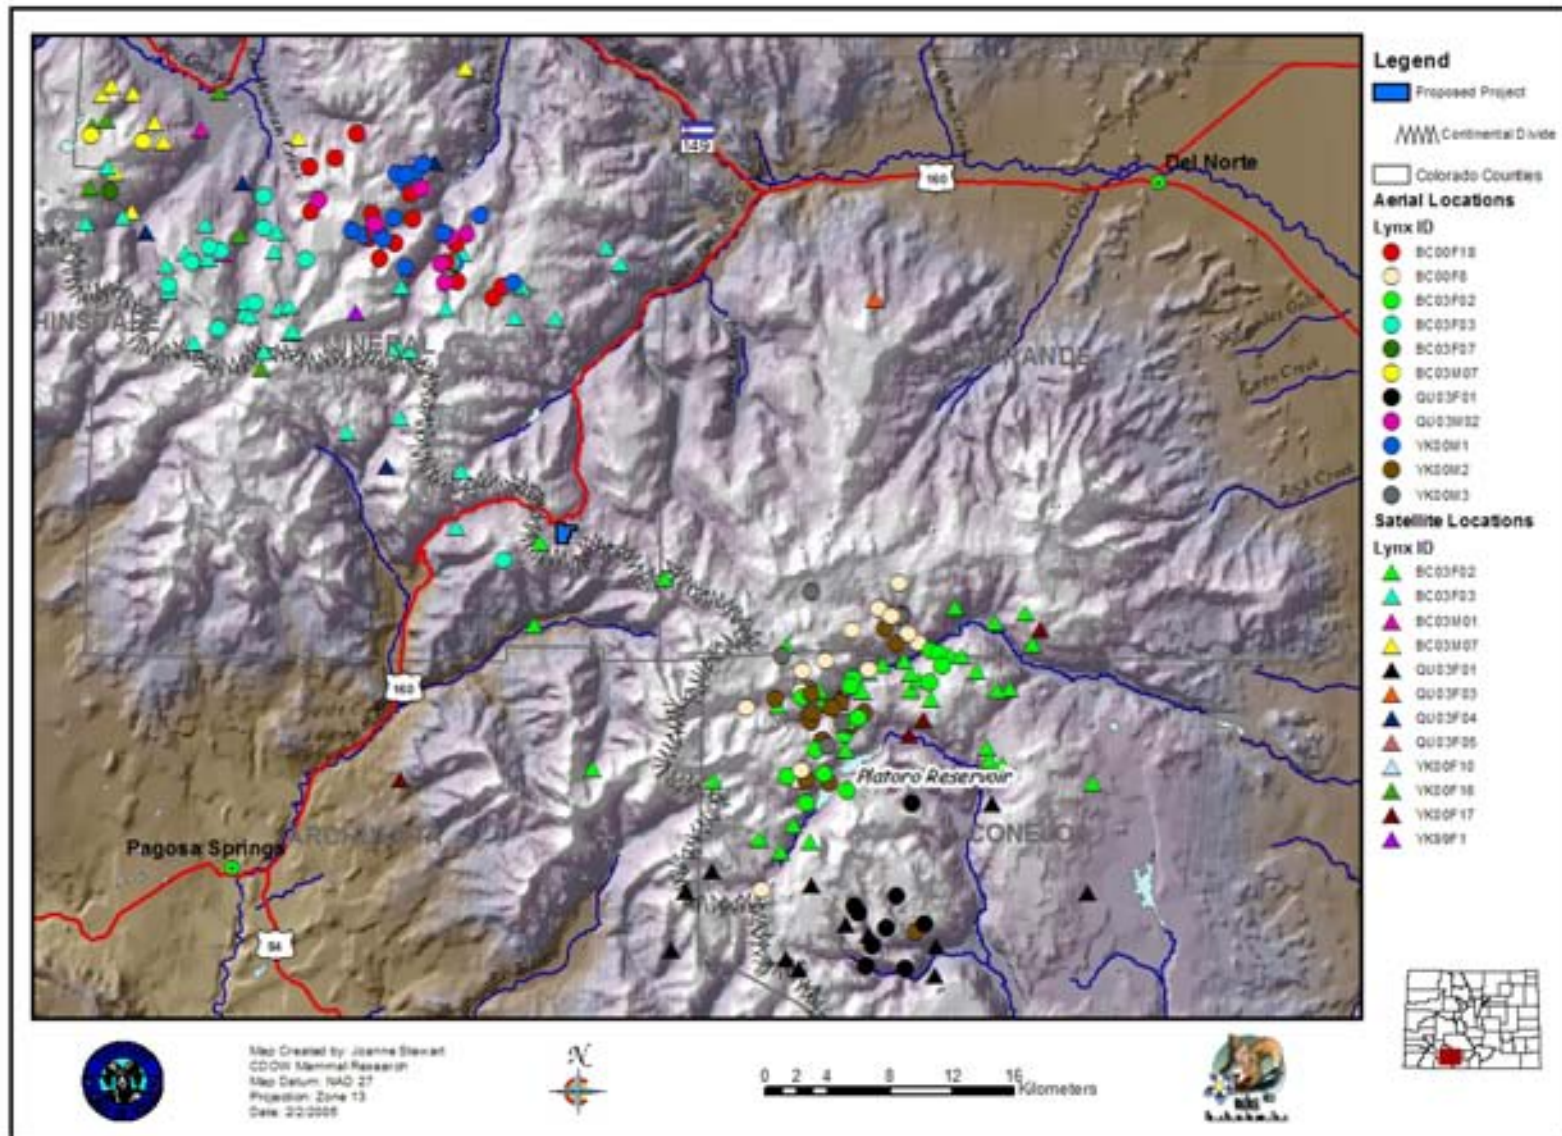 Legend
Proposed Project
Continental Divide
Colorado Counties
Aerial Locations
Lynx ID
BC00F18
BC00F8
BC03F02
BC03F03
BC03F07
BC03M07
QU03F01
QU03M02
YK00M1
YK00M2
YK00M3
Satellite Locations
Lynx ID
BC03F02
BC03F03
BC03M01
BC03M07
QU03F01
QU03F03
QU03F04
QU03F05
YK00F10
YK00F16
YK00F17
YK99F1
149
160
Del Norte
HINSDALE
MINERAL
Rock Creek
160
Platoro Reservoir
Pagosa Springs
ARCHULETA
CONEJOS
84
Map Created by: Joanne Stewart
CDOW Mammal Research
Map Datum: NAD 27
Projection: Zone 13
N
0 2 4 8 12 16
Kilometers